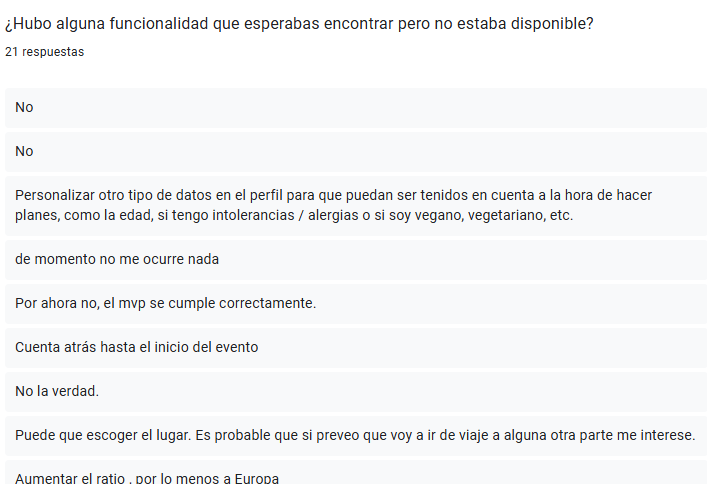 ¿Hubo alguna funcionalidad que esperabas encontrar pero no estaba disponible?
21 respuestas
No
No
Personalizar otro tipo de datos en el perfil para que puedan ser tenidos en cuenta a la hora de hacer
planes, como la edad, si tengo intolerancias / alergias o si soy vegano, vegetariano, etc.
de momento no me ocurre nada
Por ahora no, el mvp se cumple correctamente.
Cuenta atrás hasta el inicio del evento
No la verdad.
Puede que escoger el lugar. Es probable que si preveo que voy a ir de viaje a alguna otra parte me interese.
Aumentar el ratio , por lo menos a Europa